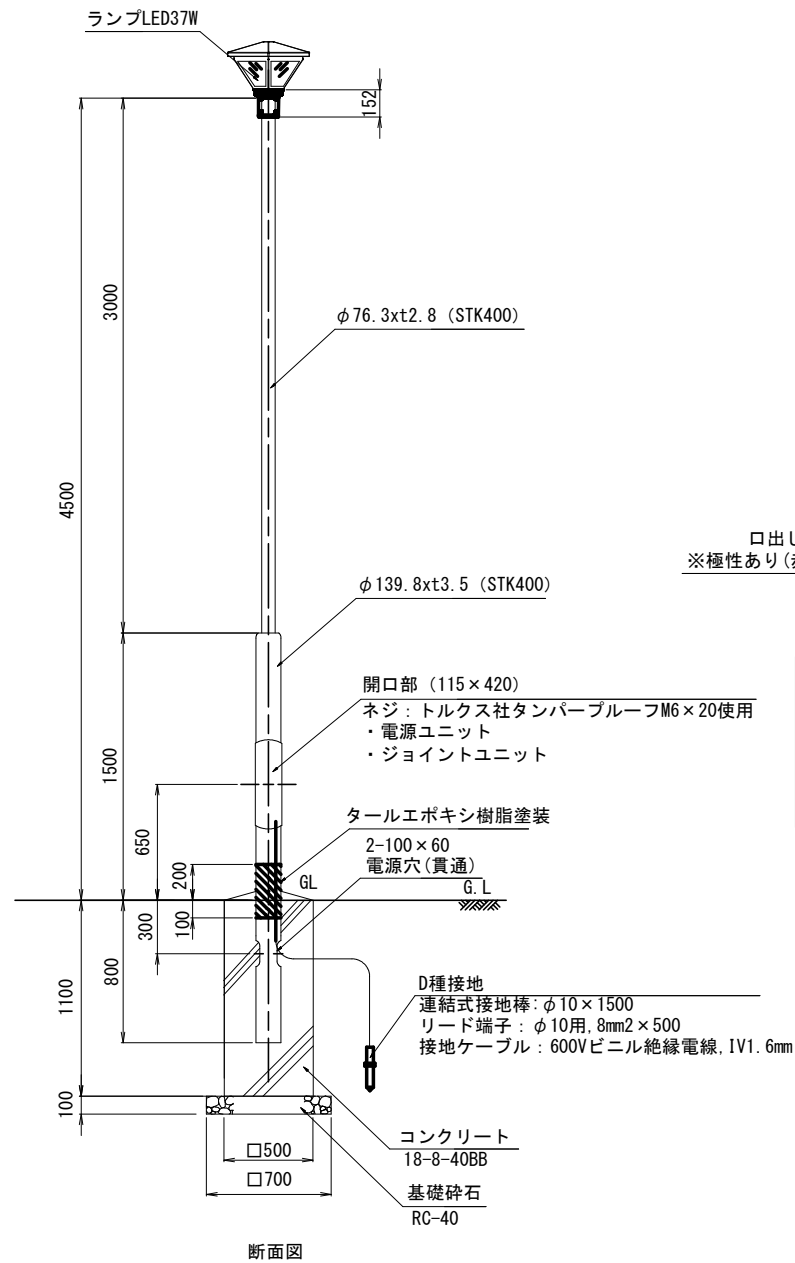 ランプLED37W
152
3000
φ76.3xt2.8 (STK400)
4500
口出し
※極性あり(
φ139.8xt3.5 (STK400)
開口部 (115×420)
ネジ：トルクス社タンパープルーフM6×20使用
・電源ユニット
・ジョイントユニット
1500
650
タールエポキシ樹脂塗装
2-100×60
電源穴(貫通)
200
GL
G.L
100
300
800
1100
D種接地
連結式接地棒：φ10×1500
リード端子：φ10用,8mm2×500
接地ケーブル：600Vビニル絶縁電線,IV1.6mm
100
コンクリート
18-8-40BB
□500
□700
基礎砕石
RC-40
断面図